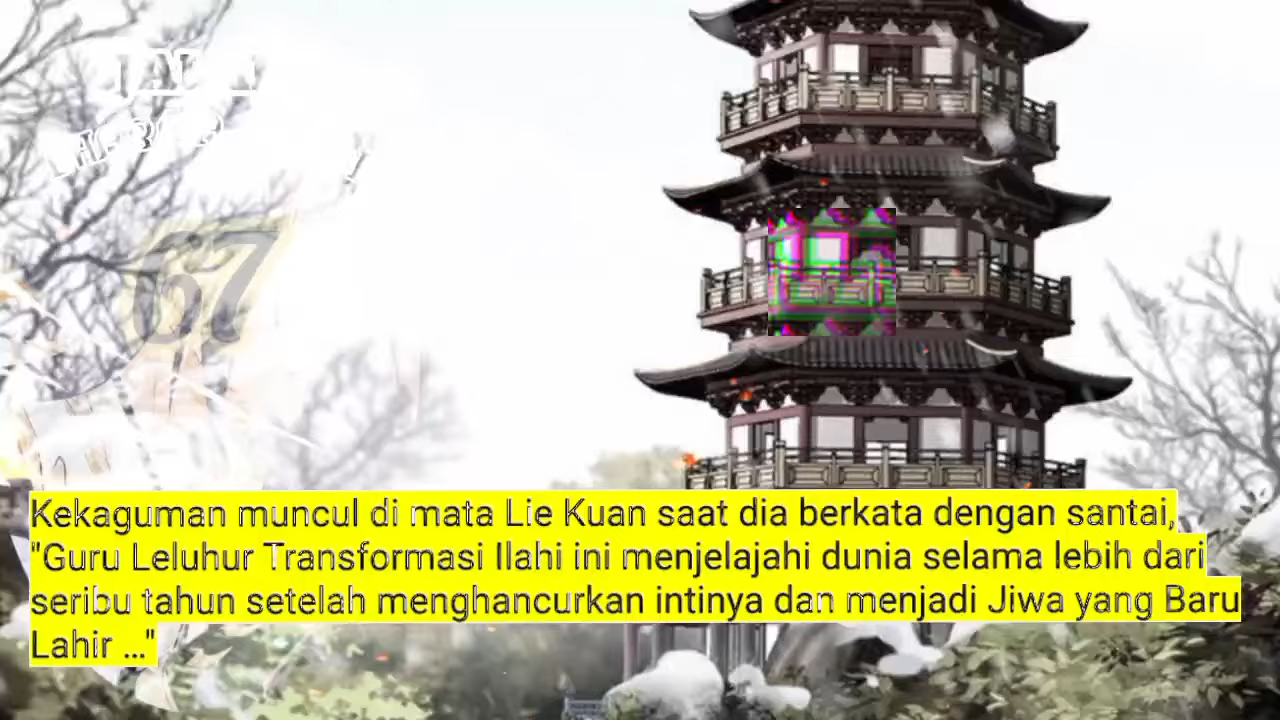 67
Kekaguman muncul di mata Lie Kuan saat dia berkata dengan santai,
"Guru Leluhur Transformasi Ilahi ini menjelajahi dunia selama lebih dari
seribu tahun setelah menghancurkan intinya dan menjadi Jiwa yang Baru
Lahir ..."